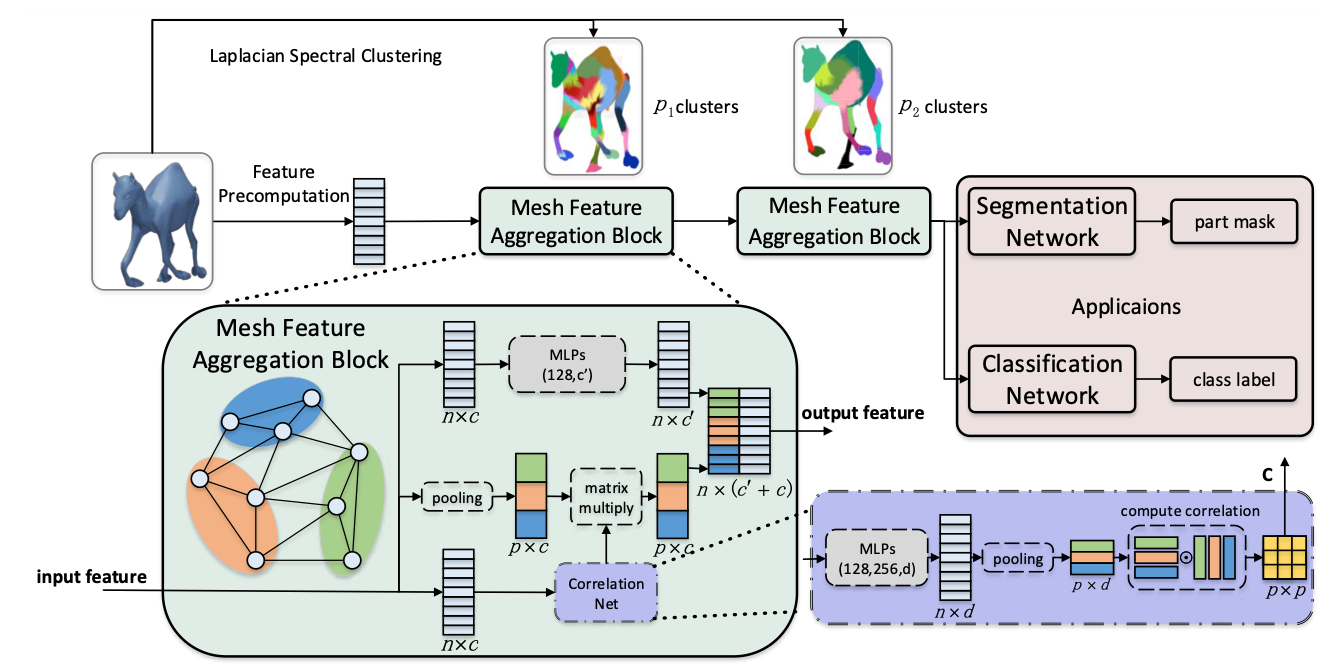 Laplacian Spectral Clustering
p₁ clusters
p₂ clusters
Feature
Precomputation
Mesh Feature
Aggregation Block
Mesh Feature
Aggregation Block
Segmentation
Network
part mask
Applicaions
Classification
Network
class label
Mesh Feature
Aggregation Block
MLPs
(128,c’)
n×c
n×c′
output feature
pooling
matrix
multiply
n × (c′ + c)
p×c
p×c
input feature
Correlation
Net
n×c
C
compute correlation
MLPs
(128,256,d)
pooling
n×d
p×d
p×p